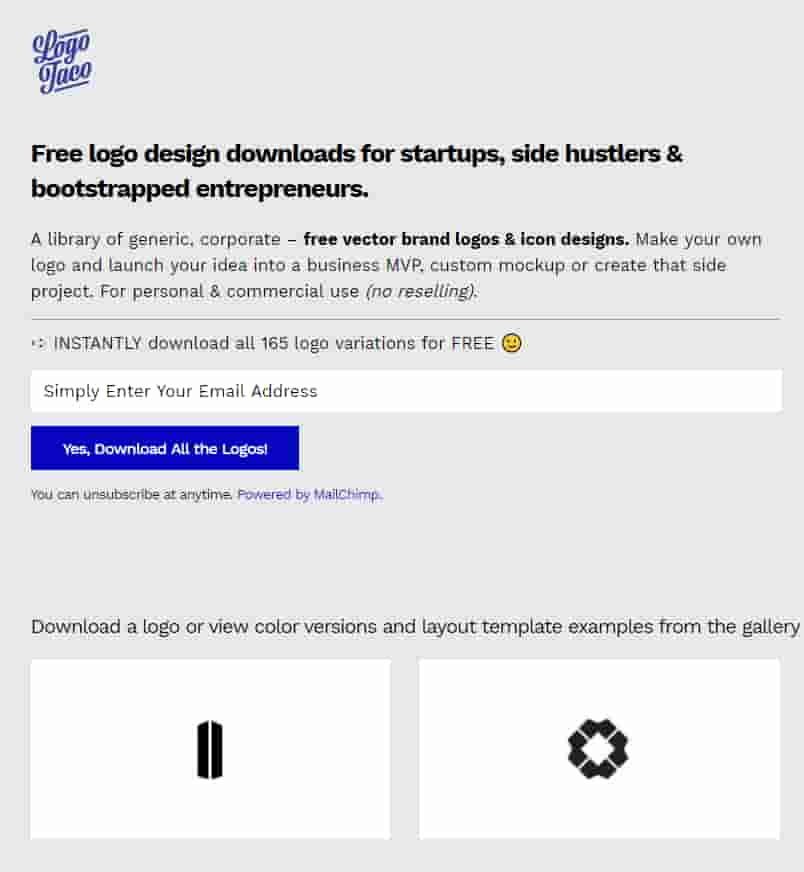 Logo
Taco
Free logo design downloads for startups, side hustlers &
bootstrapped entrepreneurs.
A library of generic, corporate – free vector brand logos & icon designs. Make your own
logo and launch your idea into a business MVP, custom mockup or create that side
project. For personal & commercial use (no reselling).
➪ INSTANTLY download all 165 logo variations for FREE 🙂
Simply Enter Your Email Address
Yes, Download All the Logos!
You can unsubscribe at anytime. Powered by MailChimp.
Download a logo or view color versions and layout template examples from the gallery